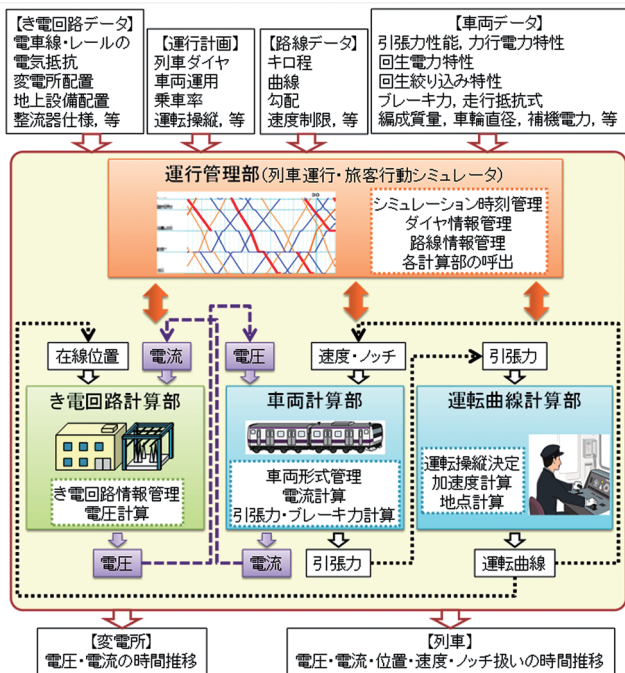 【き電回路データ】
電車線・レールの
電気抵抗
変電所配置
地上設備配置
整流器仕様, 等
【運行計画】
列車ダイヤ
車両運用
乗車率
運転操縦, 等
【路線データ】
キロ程
曲線
勾配
速度制限, 等
【車両データ】
引張力性能, 力行電力特性
回生電力特性
回生絞り込み特性
ブレーキ力, 走行抵抗式
編成質量, 車輪直径, 補機電力, 等
運行管理部(列車運行・旅客行動シミュレータ)
30
シミュレーション時刻管理
ダイヤ情報管理
路線情報管理
各計算部の呼出
在線位置
電流
電圧
速度・ノッチ
引張力
き電回路計算部
き電回路情報管理
電圧計算
車両計算部
車両形式管理
電流計算
引張力・ブレーキ力計算
運転曲線計算部
運転操縦決定
加速度計算
地点計算
電圧
電流
引張力
運転曲線
【変電所】
電圧・電流の時間推移
【列車】
電圧・電流・位置・速度・ノッチ扱いの時間推移